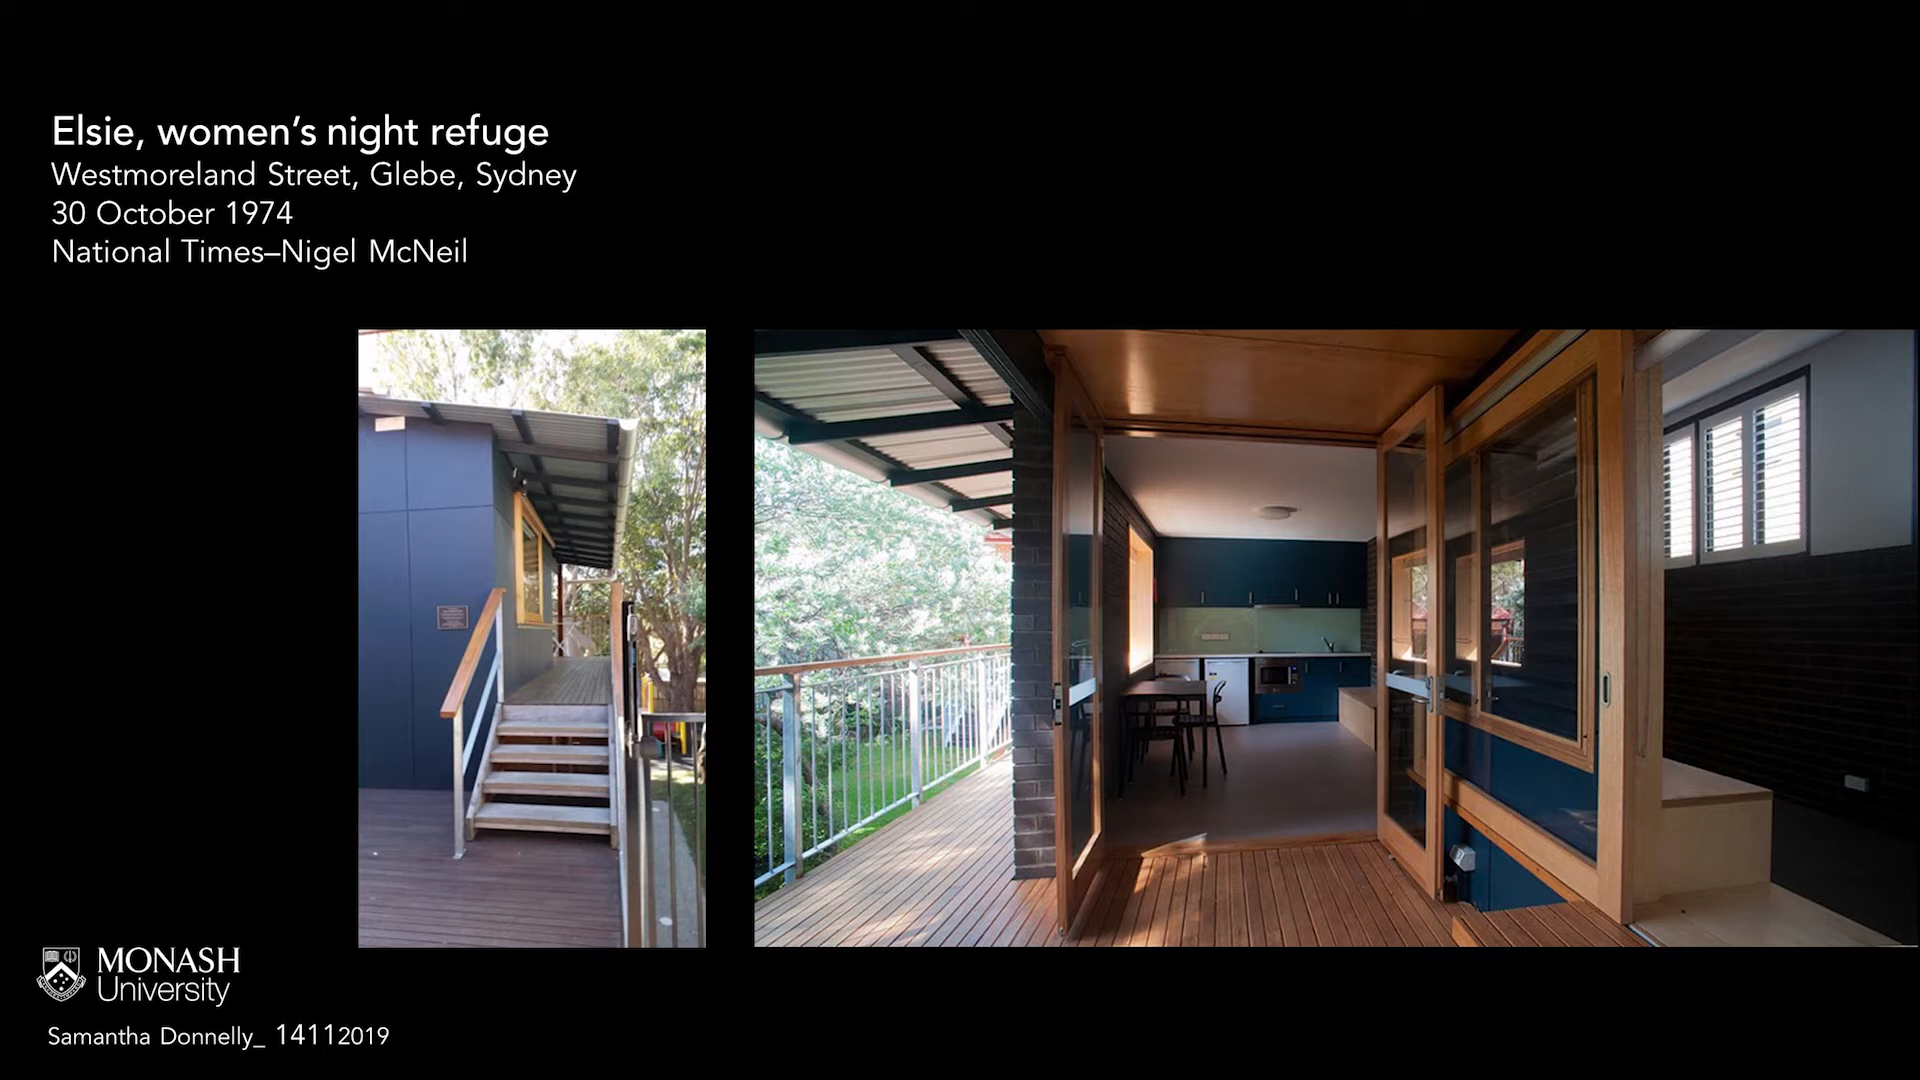 Elsie, women's night refuge
Westmoreland Street, Glebe, Sydney
30 October 1974
National Times–Nigel McNeil
MONASH
University
Samantha Donnelly_ 14112019